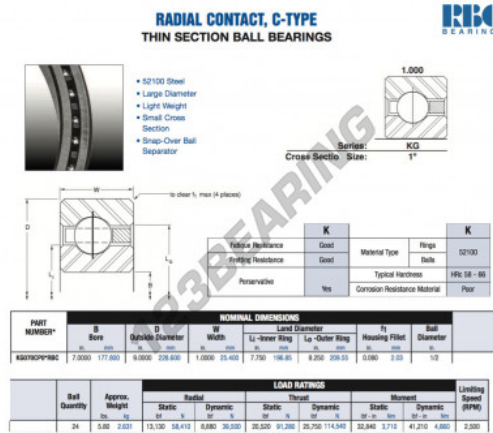 RADIAL CONTACT, C-TYPE
THIN SECTION BALL BEARINGS
RBC
BEARING
• 52100 Steel
• Large Diameter
• Light Weight
• Small Cross
Section
• Snap-Over Ball
Separator
1.000
Series: KG
Cross Sectio Size: 1"
W
to clear f₁ max (4 places)
D
L₁
B
L₀
K K
Fatigue Resistance Good Material Type Rings 52100
Fretting Resistance Good Balls
Perservative Yes Typical Hardness HRc 58 - 66
Corrosion Resistance Material Poor
123BEARING
PART NUMBER* NOMINAL DIMENSIONS
B Bore D Outside Diameter W Width Land Diameter f₁ Housing Fillet Ball Diameter
Lᵢ -Inner Ring L₀ -Outer Ring
in. mm in. mm in. mm in. mm in. mm in. mm in.
KG070CP0*RBC 7.0000 177.800 9.0000 228.600 1.0000 25.400 7.750 196.85 8.250 209.55 0.080 2.03 1/2
Ball Quantity Approx. Weight LOAD RATINGS Limiting Speed (RPM)
Radial Thrust Moment
Static Dynamic Static Dynamic Static Dynamic
lbs. kg lbf N lbf N lbf N lbf N lbf - in Nm lbf - in Nm
24 5.80 2,631 13,130 58,410 8,880 39,500 20,520 91,280 25,750 114,540 32,840 3,710 41,210 4,660 2,500